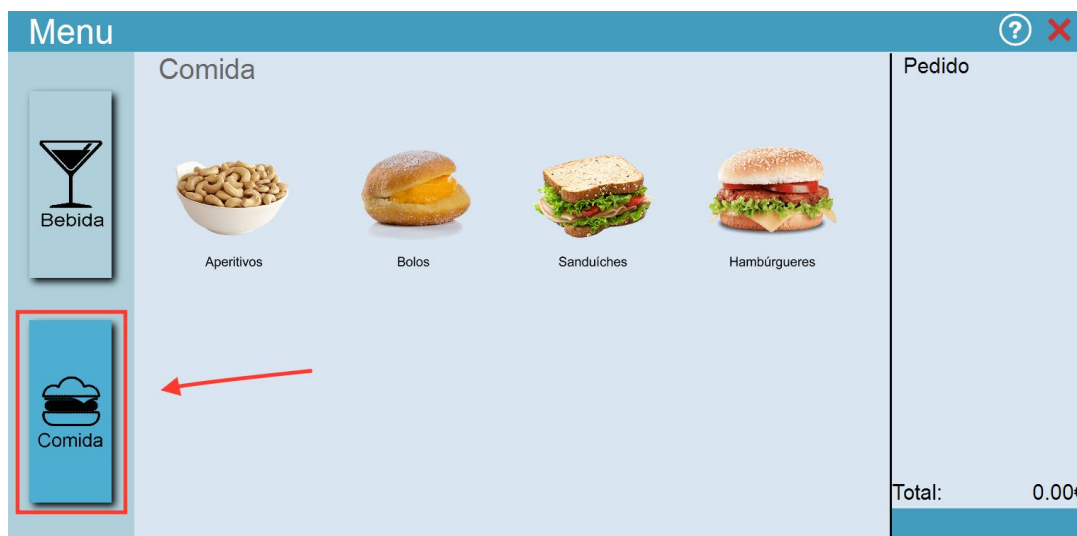 Menu
?
Comida
Pedido
Bebida
Aperitivos
Bolos
Sanduíches
Hambúrgueres
Comida
Total: 0.00